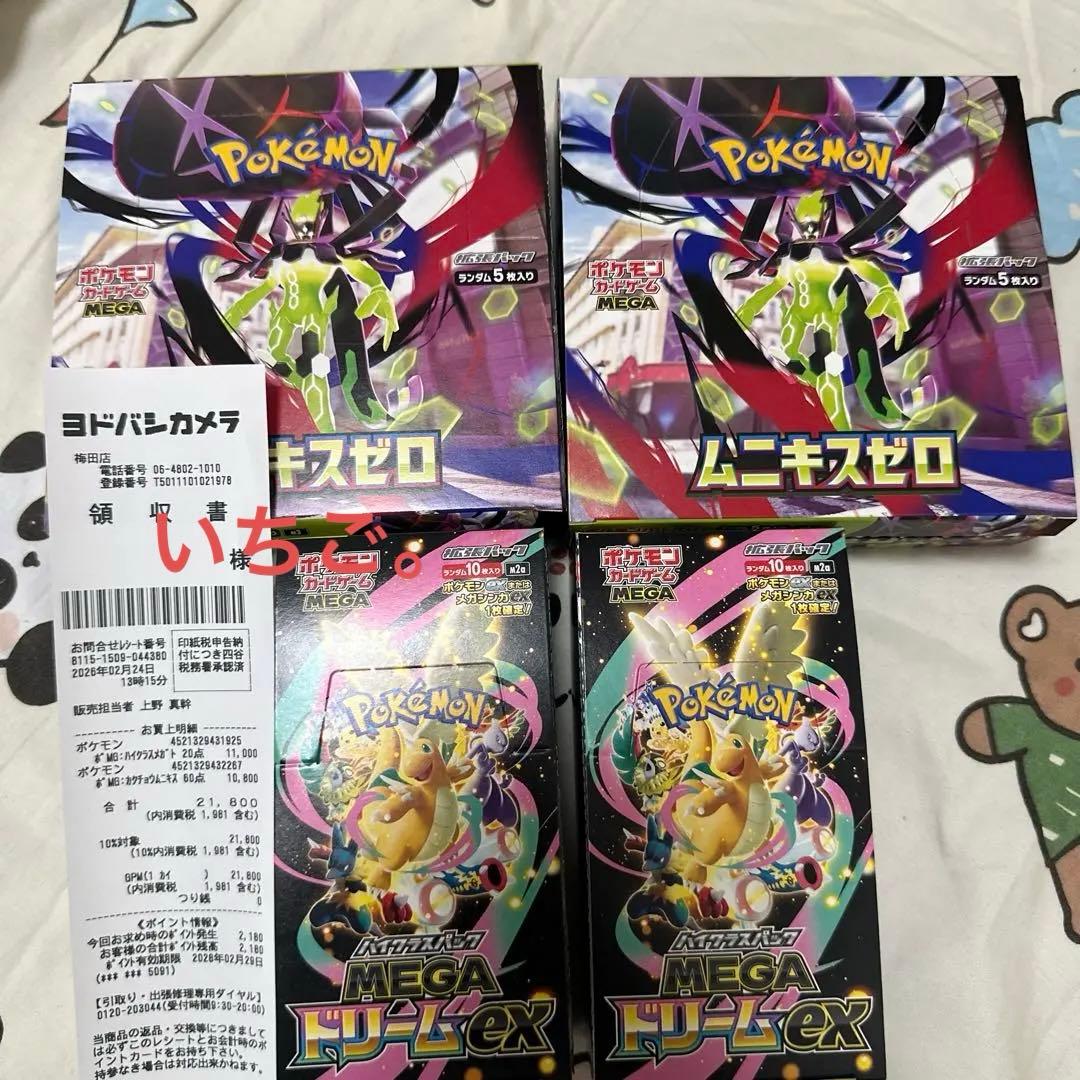 Pokémon
ポケモン
カードゲーム
MEGA
拡張パック
ランダム5枚入り
キスゼロ
Pokémon
ポケモン
カードゲーム
MEGA
拡張パック
ランダム5枚入り
ムニキスゼロ
ヨドバシカメラ
梅田店
電話番号 06-4802-1010
登録番号 T5011101021978
領 収 書
様
いちご。
お問合せレシート番号
8115-1509-044380
2026年02月24日
13時15分
印紙税申告納
付につき四谷
税務署承認済
販売担当者 上野 真幹
お買上明細
ポケモン 4521329431925
ポMG:ハイクラスメガト 20点 11,000
ポケモン 4521329432267
ポMG:カクチョウムニキス 60点 10,800
合 計 21,800
(内消費税 1,981 含む)
10%対象 21,800
(10%内消費税 1,981 含む)
GPM(1 カイ ) 21,800
(内消費税 1,981 含む)
つり銭 0
《ポイント情報》
今回お求め時のポイント発生 2,180
お客様の合計ポイント残高 2,180
ポイント有効期限 2028年02月29日
(*** *** 5091)
【引取り・出張修理専用ダイヤル】
0120-203044(受付時間9:30-20:00)
当商品の返品・交換等につきまして
は必ずこのレシートとお会計時のポ
イントカードをお持ち下さい。
持参なき場合は対応出来かねます。
ポケモン
カードゲーム
MEGA
拡張パック
ランダム10枚入り M2a
ポケモンexまたは
メガシンカex
1枚確定!
Pokémon
ハイクラスパック
MEGA
ドリームex
ポケモン
カードゲーム
MEGA
拡張パック
ランダム10枚入り M2a
ポケモンexまたは
メガシンカex
1枚確定!
Pokémon
ハイクラスパック
MEGA
ドリームex